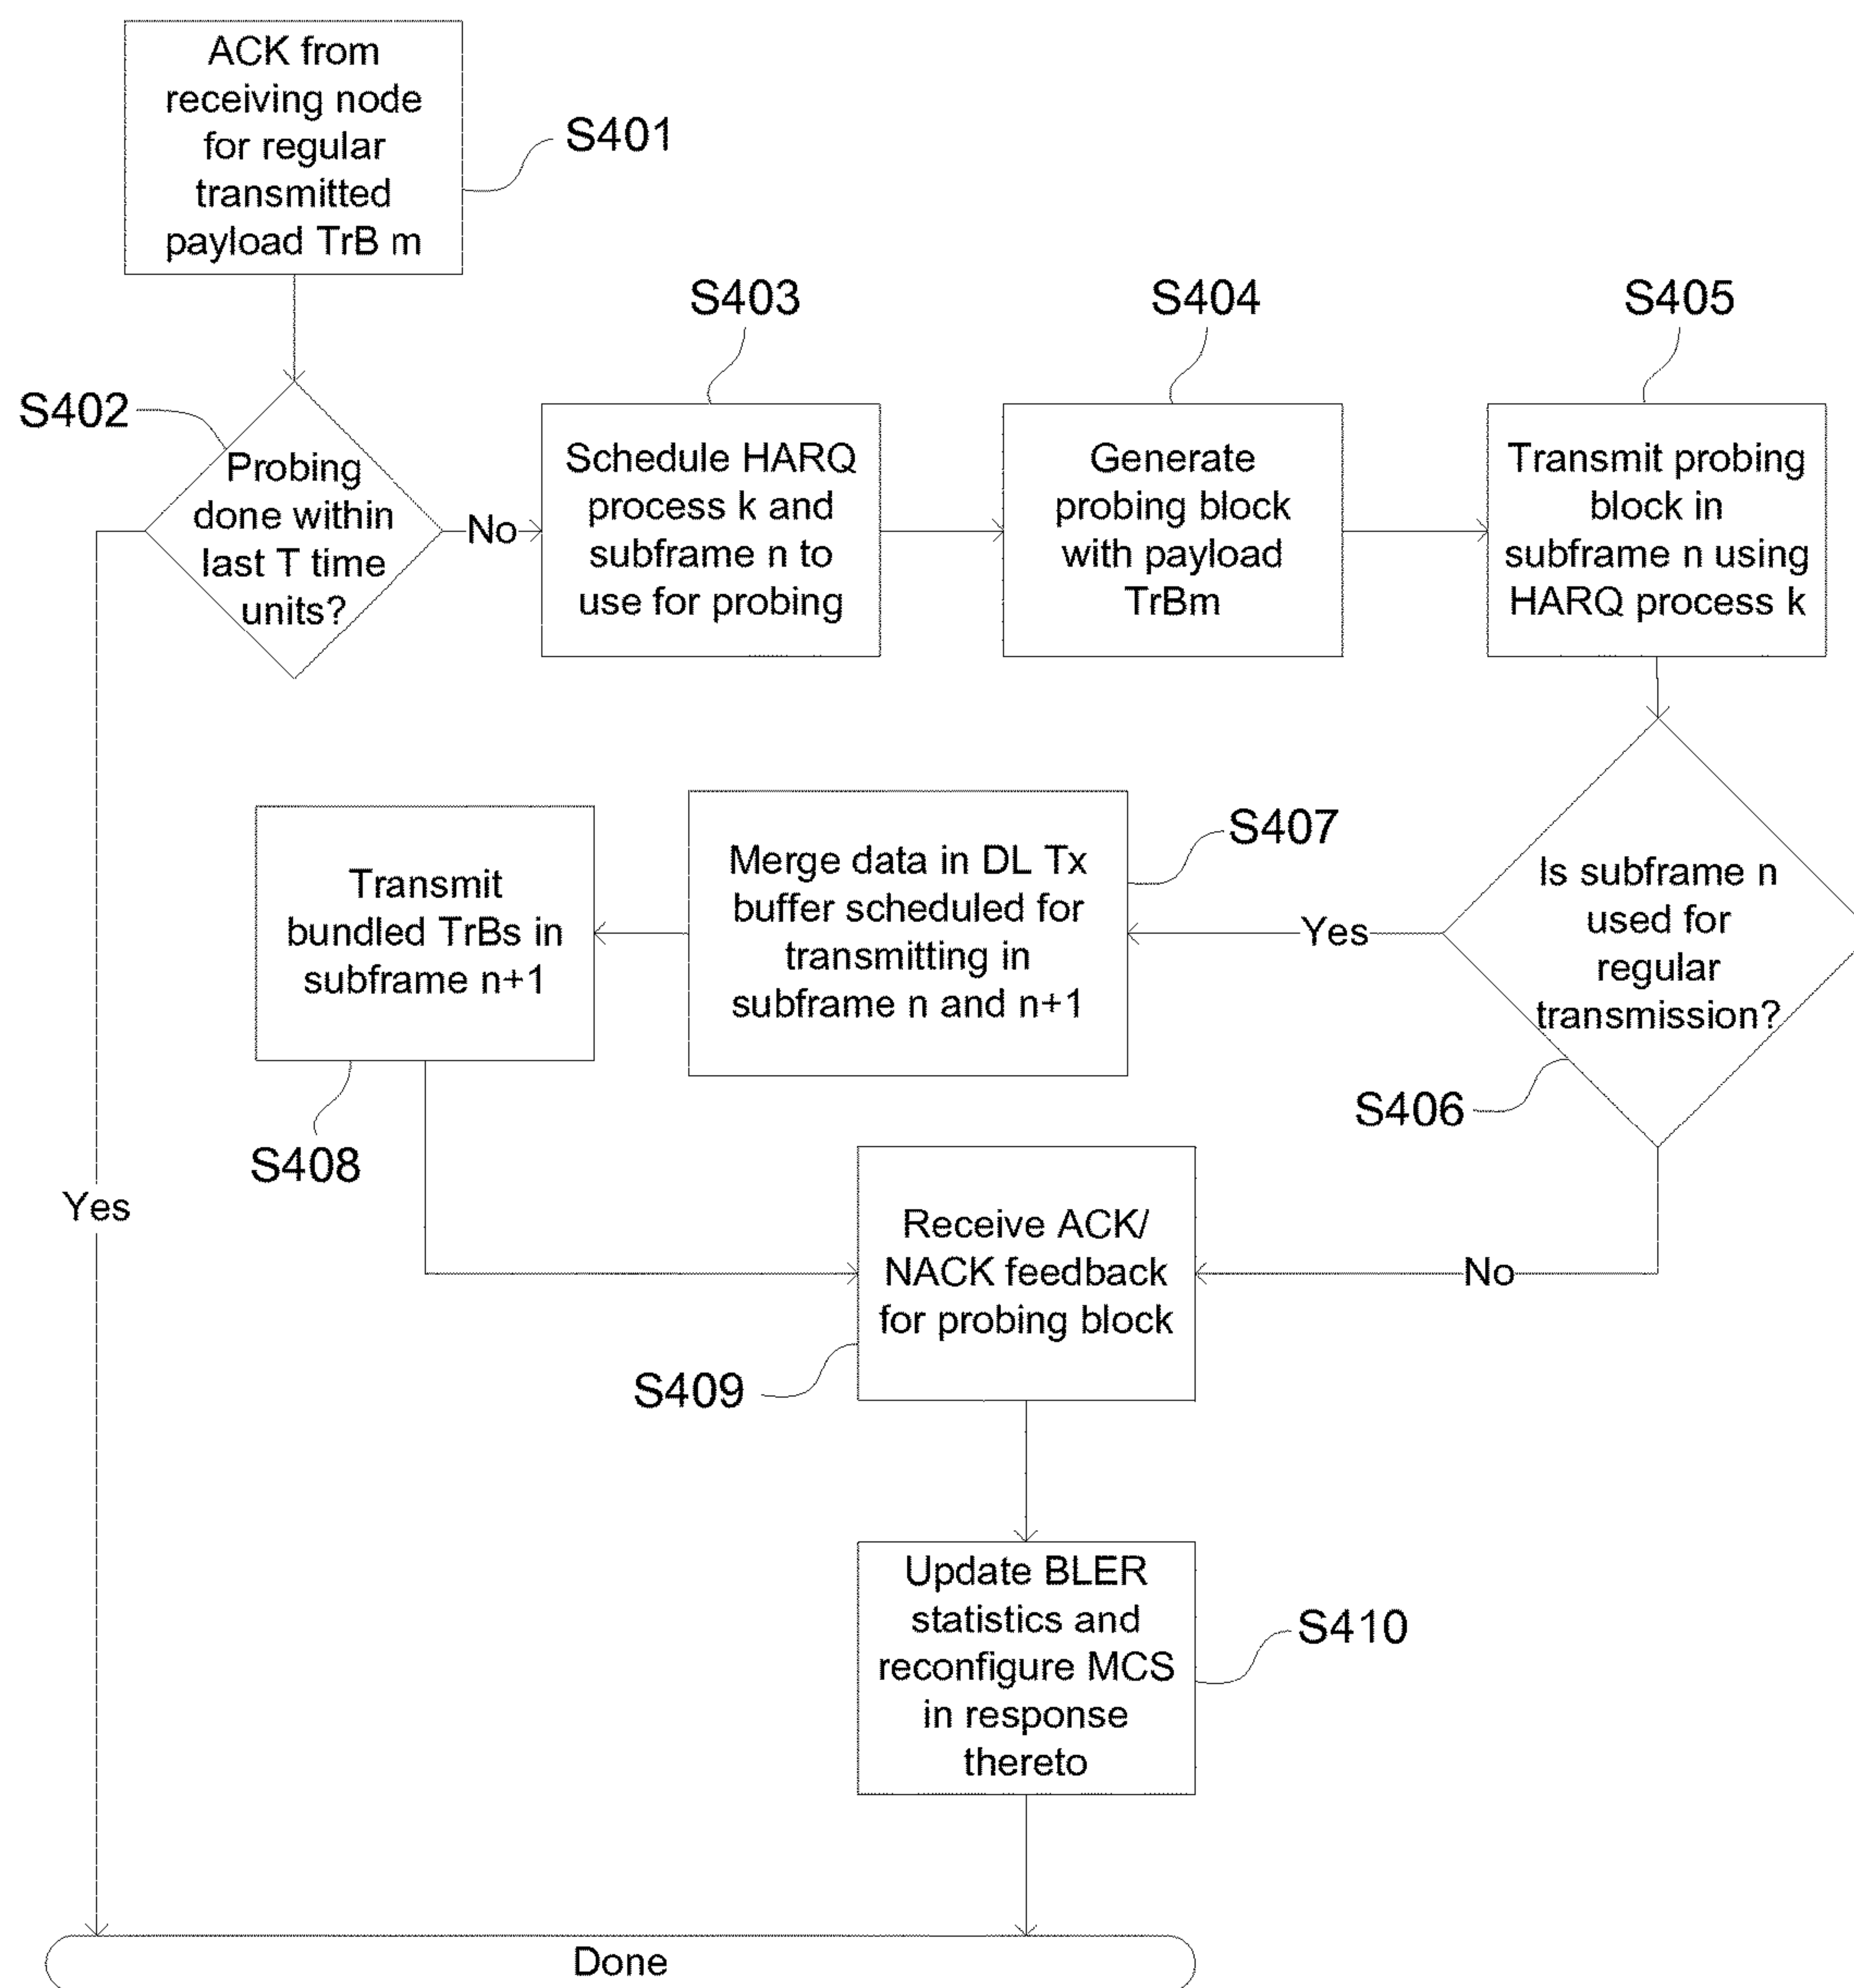 ACK from
receiving node
for regular
transmitted
payload TrB m
S401
S402
Probing
done within
last T time
units?
No
S403
Schedule HARQ
process k and
subframe n to
use for probing
S404
Generate
probing block
with payload
TrBm
S405
Transmit probing
block in
subframe n using
HARQ process k
Is subframe n
used for
regular
transmission?
S406
Yes
S407
Merge data in DL Tx
buffer scheduled for
transmitting in
subframe n and n+1
Transmit
bundled TrBs in
subframe n+1
S408
No
Receive ACK/
NACK feedback
for probing block
S409
Yes
Update BLER
statistics and
reconfigure MCS
in response
thereto
S410
Done